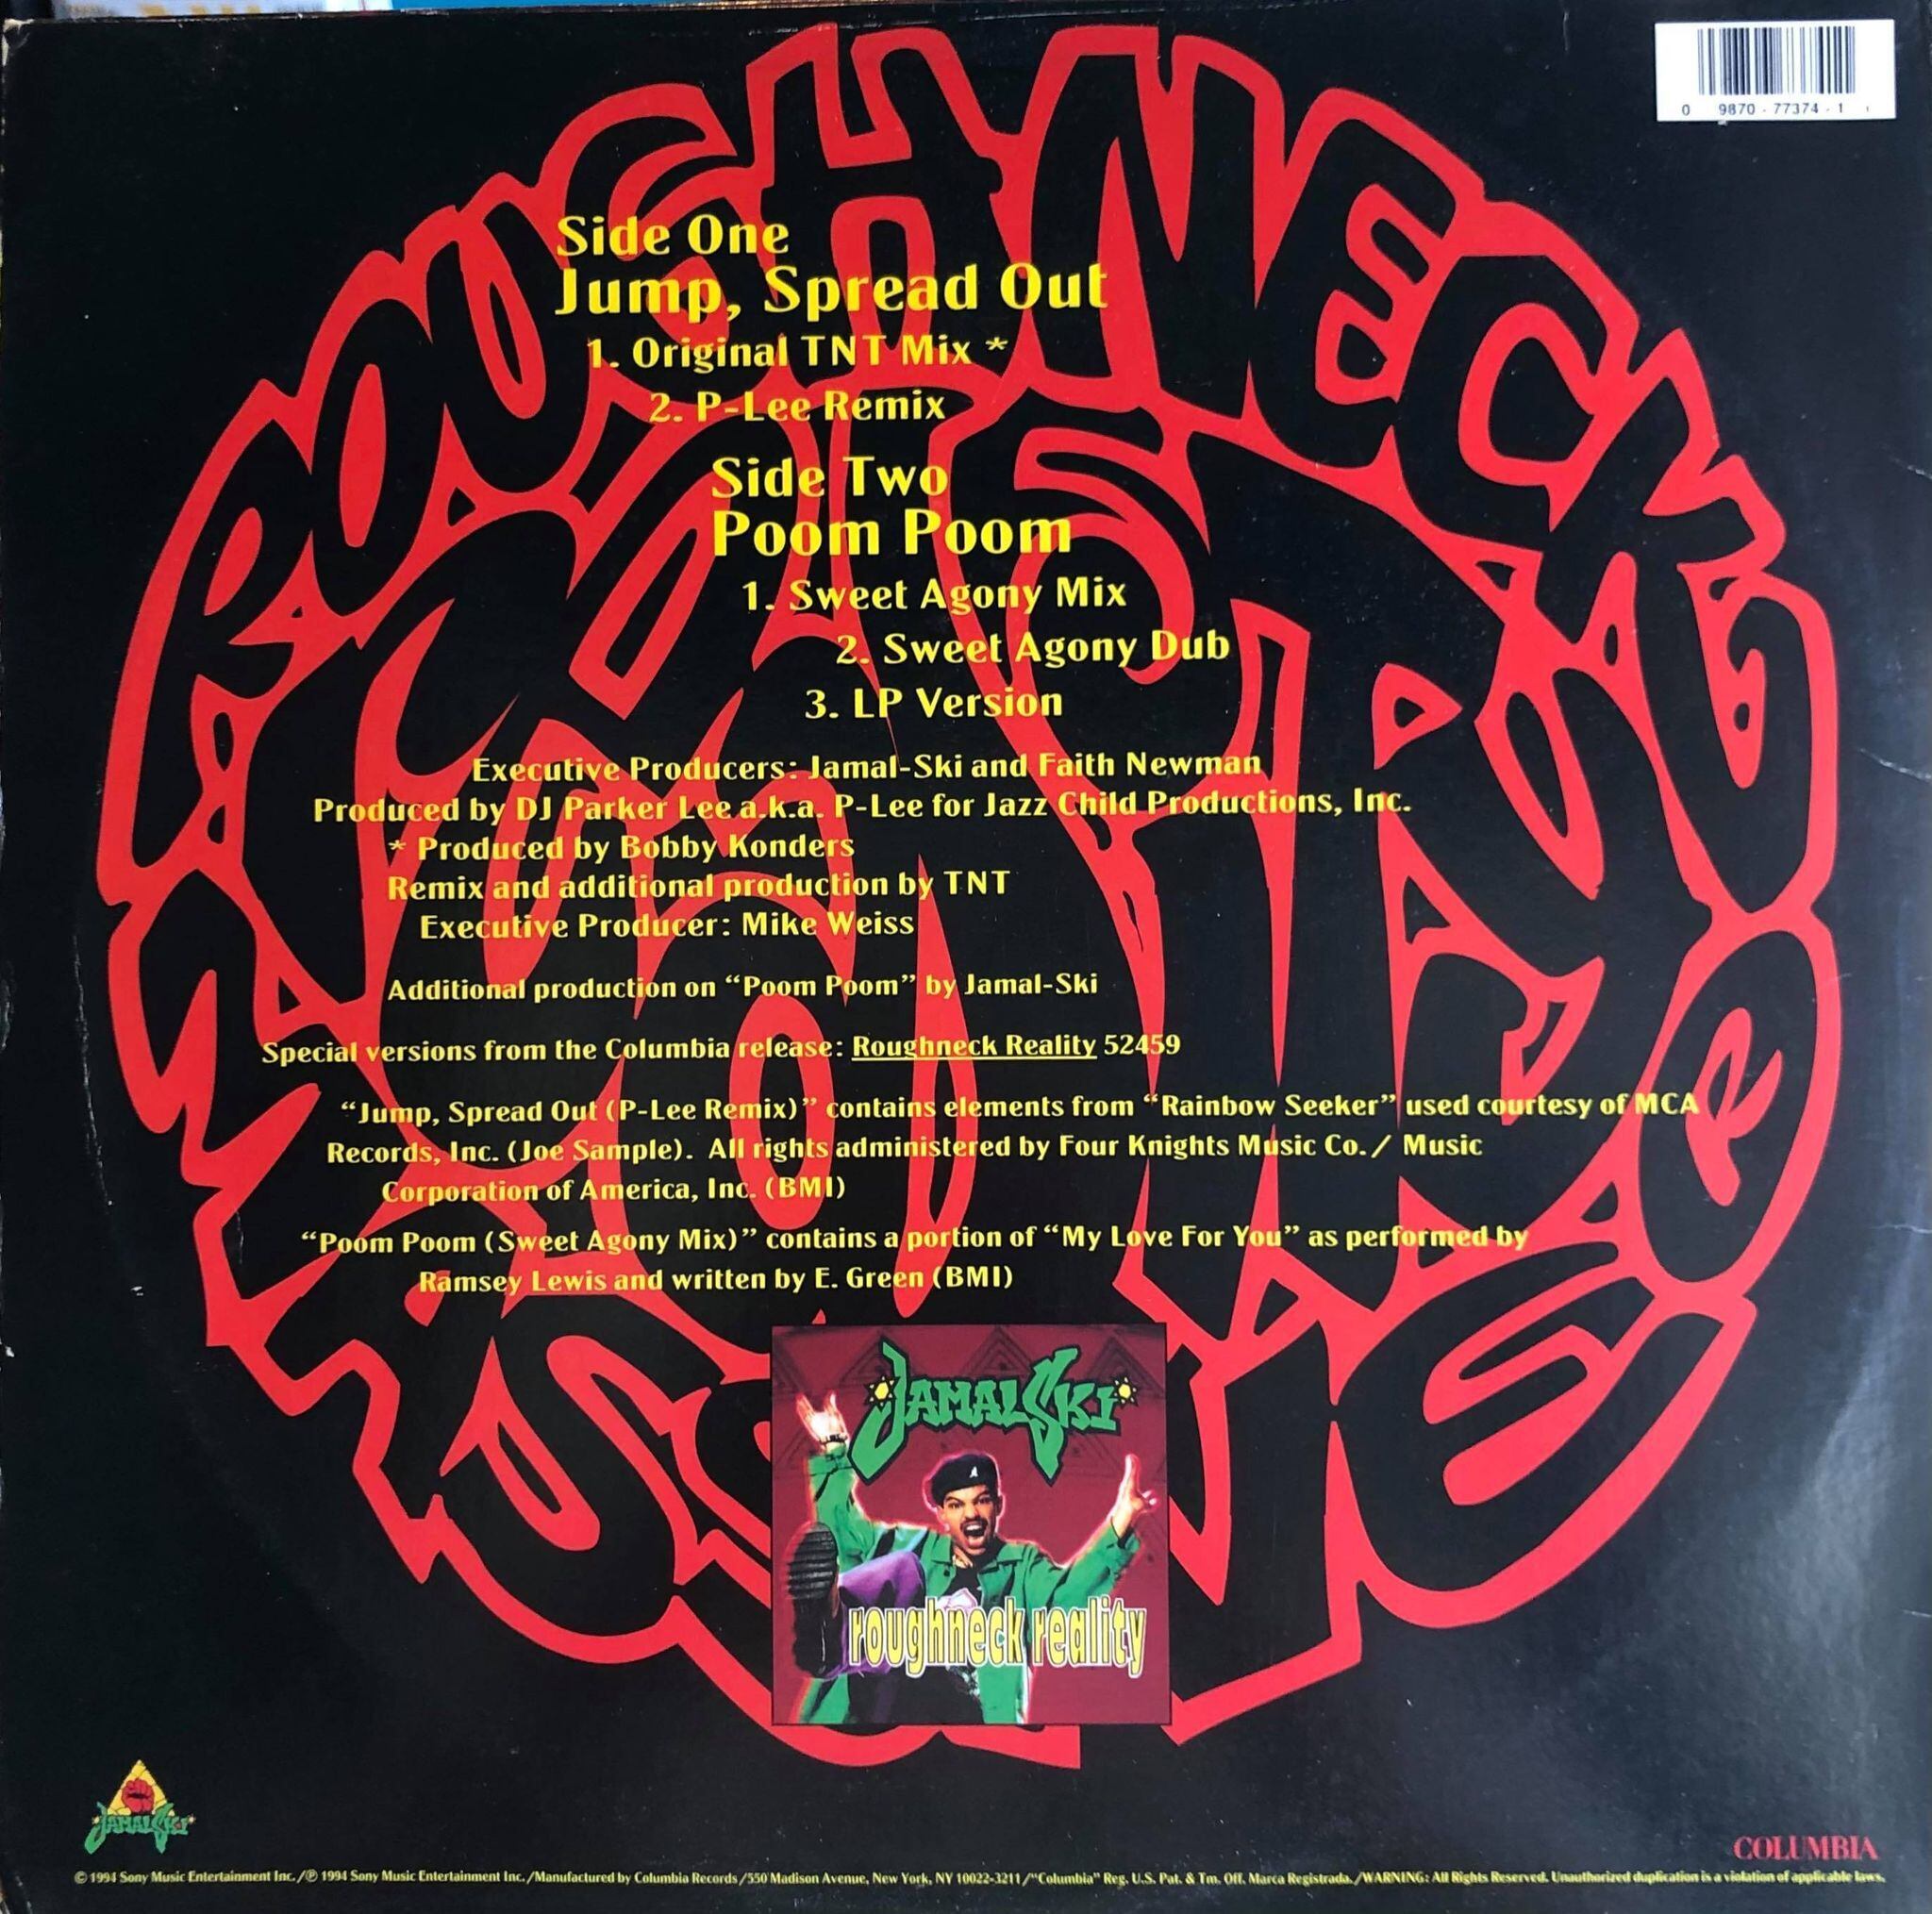 0 9870-77374-1
Side One
Jump, Spread Out
1. Original TNT Mix *
2. P-Lee Remix
Side Two
Poom Poom
1. Sweet Agony Mix
2. Sweet Agony Dub
3. LP Version
Executive Producers: Jamal-Ski and Faith Newman
Produced by DJ Parker Lee a.k.a. P-Lee for Jazz Child Productions, Inc.
* Produced by Bobby Konders
Remix and additional production by TNT
Executive Producer: Mike Weiss
Additional production on “Poom Poom” by Jamal-Ski
Special versions from the Columbia release: Roughneck Reality 52459
“Jump, Spread Out (P-Lee Remix)” contains elements from “Rainbow Seeker” used courtesy of MCA
Records, Inc. (Joe Sample). All rights administered by Four Knights Music Co./ Music
Corporation of America, Inc. (BMI)
“Poom Poom (Sweet Agony Mix)” contains a portion of “My Love For You” as performed by
Ramsey Lewis and written by E. Green (BMI)
JAMALSKI
roughneck reality
JAMALSKI
COLUMBIA
© 1994 Sony Music Entertainment Inc./℗ 1994 Sony Music Entertainment Inc./Manufactured by Columbia Records/550 Madison Avenue, New York, NY 10022-3211/“Columbia” Reg. U.S. Pat. & Tm. Off. Marca Registrada./WARNING: All Rights Reserved. Unauthorized duplication is a violation of applicable laws.